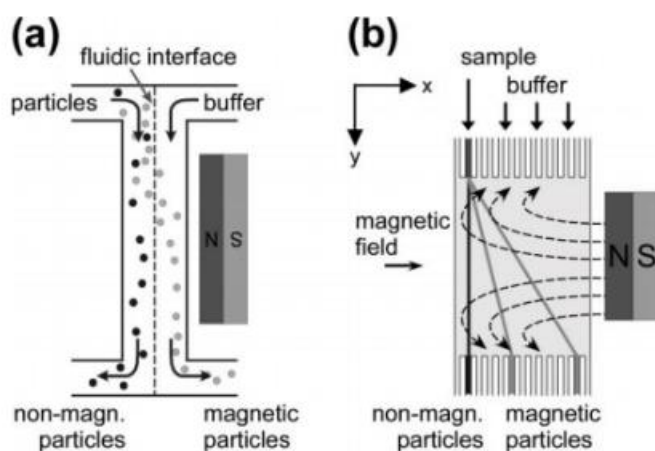 (a)
fluidic interface
particles
buffer
N S
non-magn.
particles
magnetic
particles
(b)
sample
buffer
x
y
magnetic
field
N S
non-magn.
particles
magnetic
particles